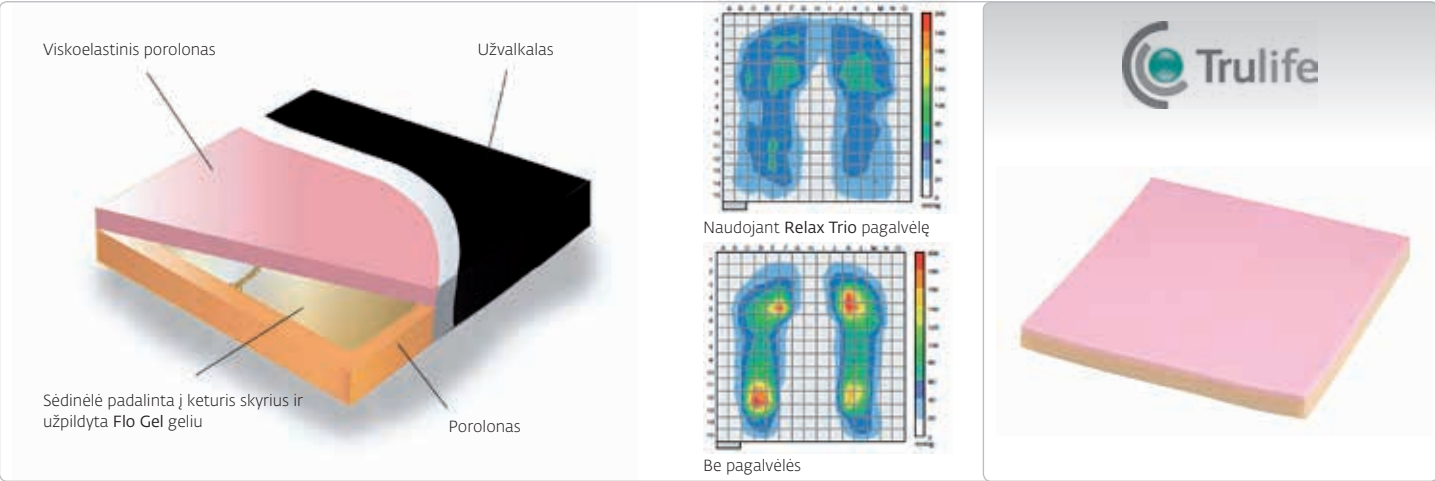 Viskoelastinis porolonas
Užvalkalas
Sėdinėlė padalinta į keturis skyrius ir
užpildyta Flo Gel geliu
Porolonas
Naudojant Relax Trio pagalvėlę
Be pagalvėlės
Trulife